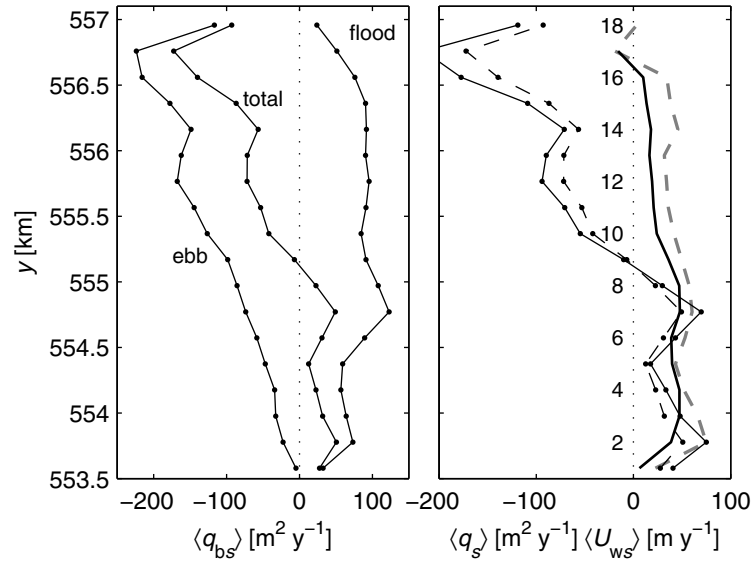 557
556.5
556
555.5
555
554.5
554
553.5
y [km]
flood
total
ebb
−200 −100 0 100
⟨q_bs⟩ [m² y⁻¹]
18
16
14
12
10
8
6
4
2
−200 −100 0 100
⟨q_s⟩ [m² y⁻¹] ⟨U_ws⟩ [m y⁻¹]